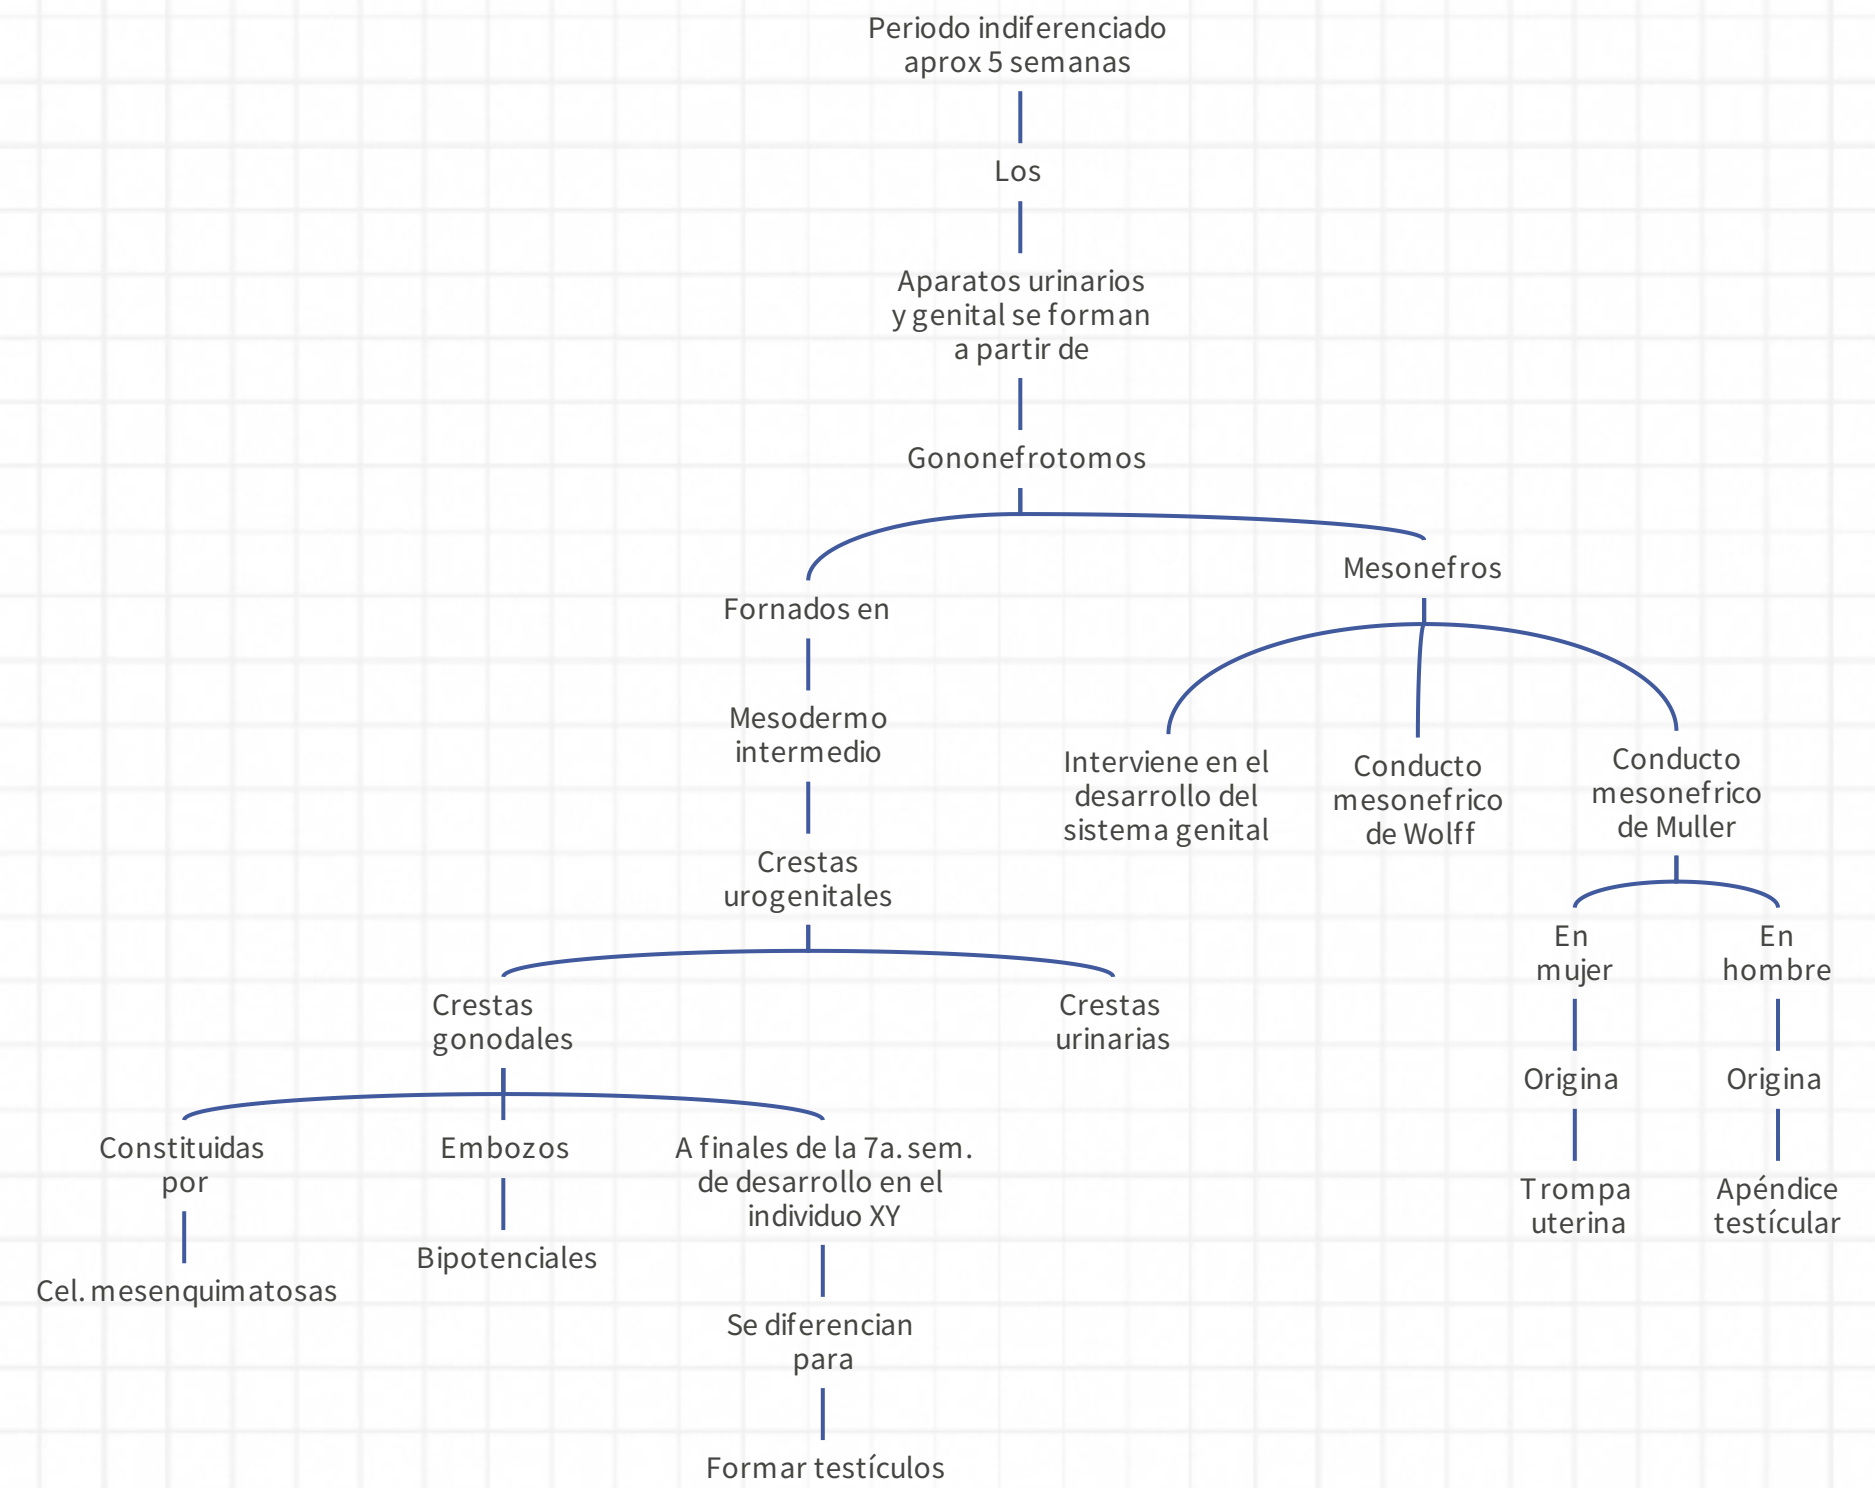 Periodo indiferenciado
aprox 5 semanas
Los
Aparatos urinarios
y genital se forman
a partir de
Gononefrotomos
Fornados en
Mesodermo
intermedio
Crestas
urogenitales
Crestas
gonodales
Constituidas
por
Cel. mesenquimatosas
Embozos
Bipotenciales
A finales de la 7a. sem.
de desarrollo en el
individuo XY
Se diferencian
para
Formar testículos
Crestas
urinarias
Mesonefros
Interviene en el
desarrollo del
sistema genital
Conducto
mesonefrico
de Wolff
Conducto
mesonefrico
de Muller
En
mujer
Origina
Trompa
uterina
En
hombre
Origina
Apéndice
testícular